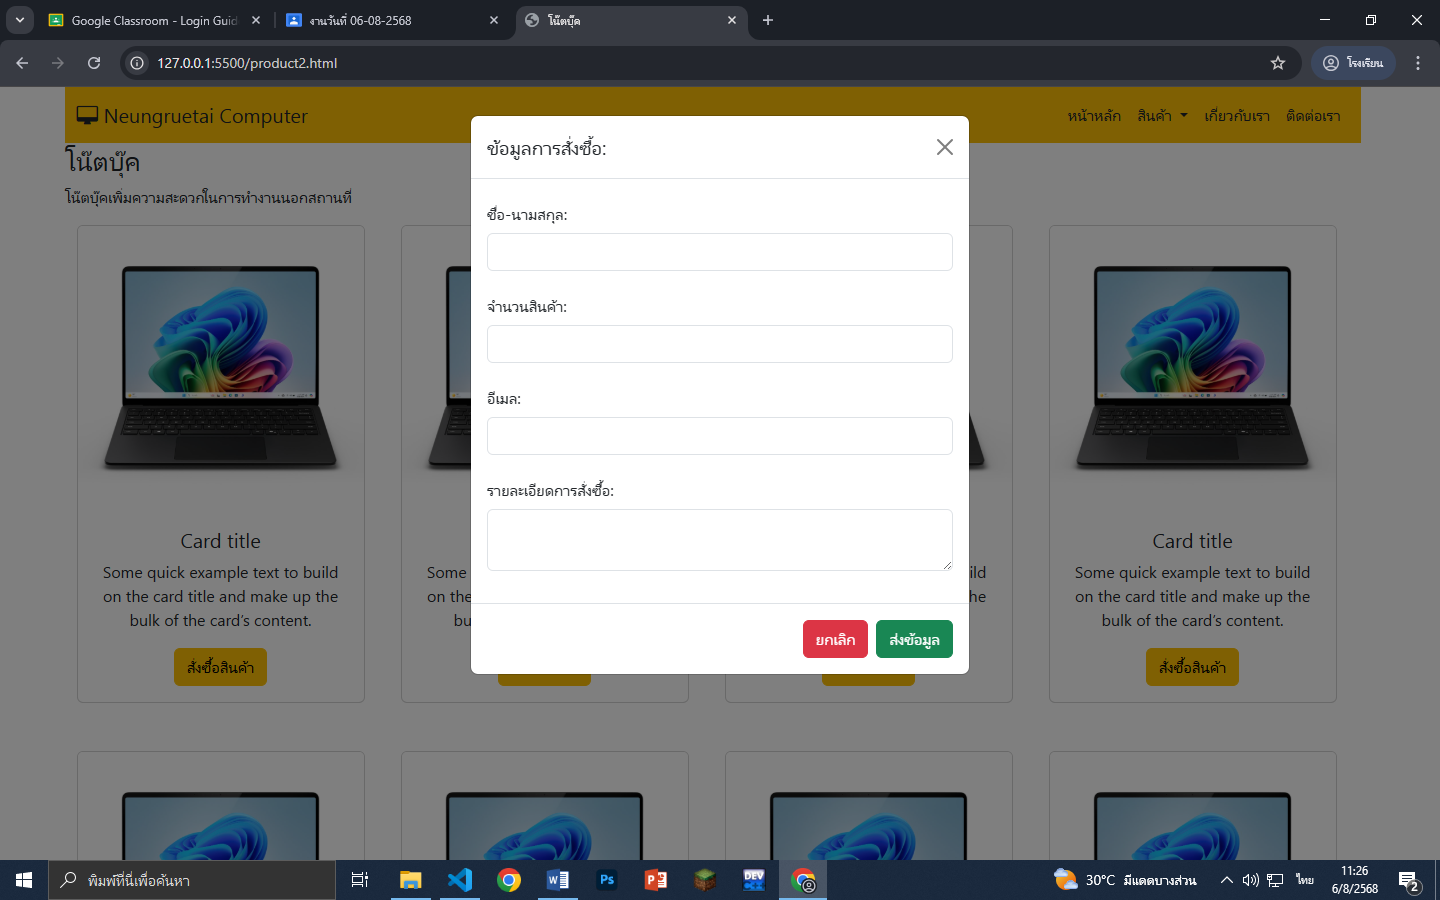 Google Classroom - Login Guid
งานวันที่ 06-08-2568
โน๊ตบุ๊ค
127.0.0.1:5500/product2.html
โรงเรียน
Neungruetai Computer
หน้าหลัก สินค้า เกี่ยวกับเรา ติดต่อเรา
โน๊ตบุ๊ค
โน๊ตบุ๊คเพิ่มความสะดวกในการทำงานนอกสถานที่
ข้อมูลการสั่งซื้อ:
ชื่อ-นามสกุล:
จำนวนสินค้า:
อีเมล:
รายละเอียดการสั่งซื้อ:
ยกเลิก ส่งข้อมูล
Card title
Some quick example text to build
on the card title and make up the
bulk of the card's content.
สั่งซื้อสินค้า
Som
on the
bu
ild
he
Card title
Some quick example text to build
on the card title and make up the
bulk of the card's content.
สั่งซื้อสินค้า
พิมพ์ที่นี่เพื่อค้นหา
Ps
DEV
30°C มีแดดบางส่วน
ไทย
11:26
6/8/2568
2